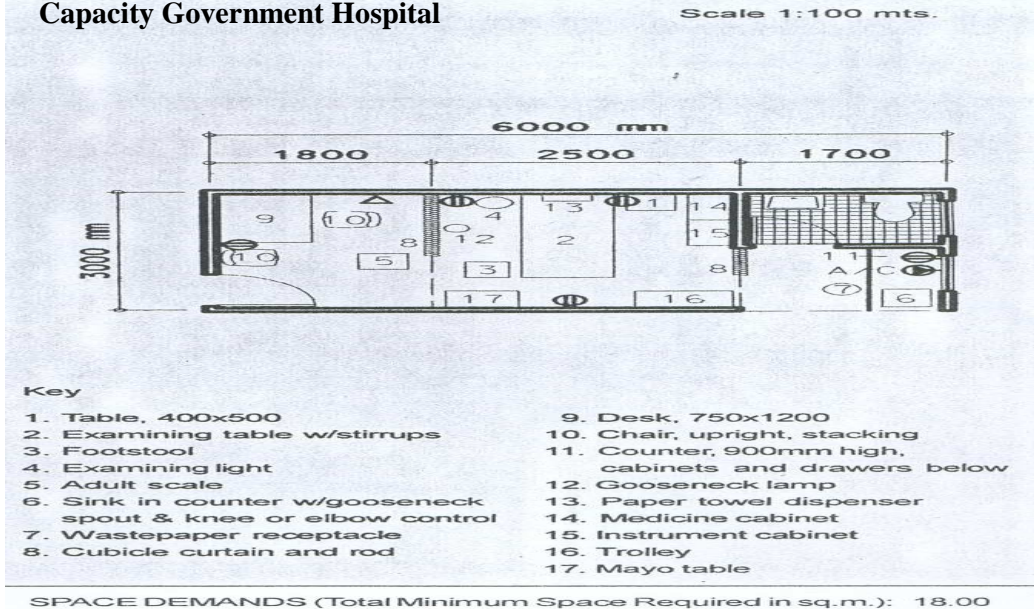 Capacity Government Hospital
Scale 1:100 mts.
6000 mm
1800 2500 1700
3000 mm
9 10 4 13 1 14
12 2 15
10 5 8 3 8 11
A/C
7 6
17 16
Key
1. Table, 400x500
2. Examining table w/stirrups
3. Footstool
4. Examining light
5. Adult scale
6. Sink in counter w/gooseneck
spout & knee or elbow control
7. Wastepaper receptacle
8. Cubicle curtain and rod
9. Desk, 750x1200
10. Chair, upright, stacking
11. Counter, 900mm high,
cabinets and drawers below
12. Gooseneck lamp
13. Paper towel dispenser
14. Medicine cabinet
15. Instrument cabinet
16. Trolley
17. Mayo table
SPACE DEMANDS (Total Minimum Space Required in sq.m.): 18.00